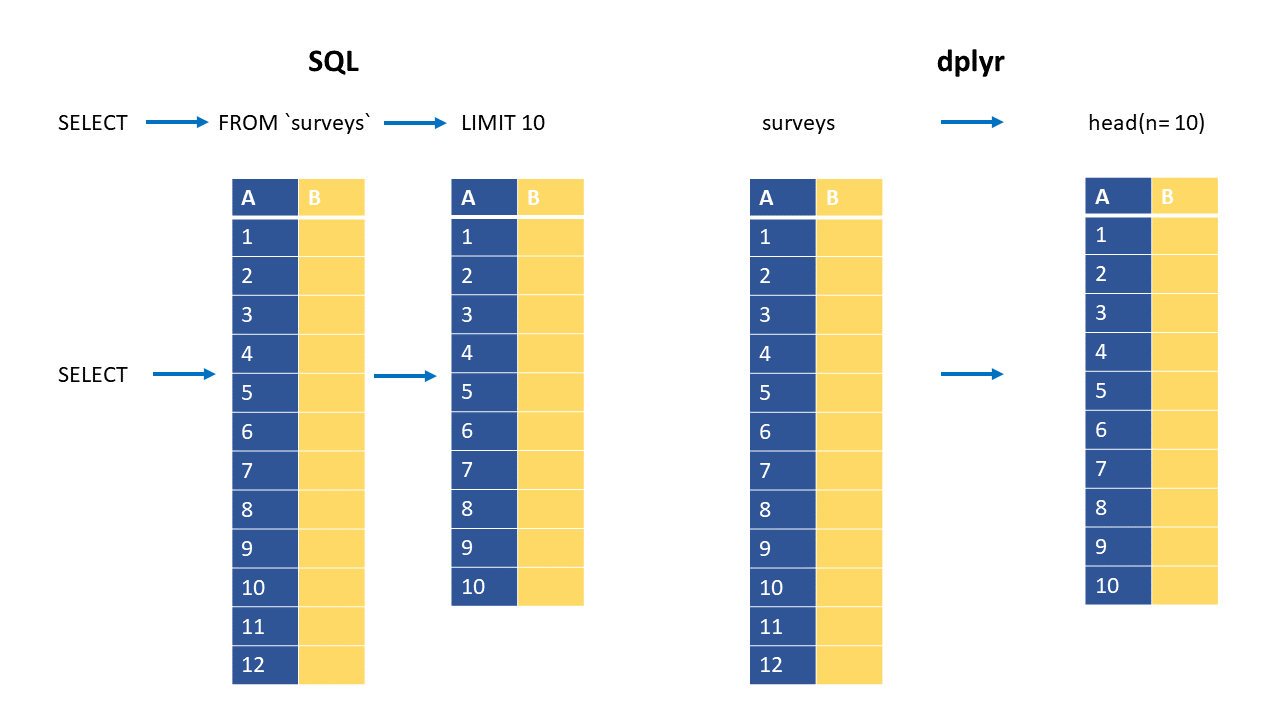 SQL
dplyr
SELECT FROM `surveys` LIMIT 10
surveys head(n= 10)
A B A B A B A B
1 1 1 1
2 2 2 2
3 3 3 3
4 4 4 4
SELECT
5 5 5 5
6 6 6 6
7 7 7 7
8 8 8 8
9 9 9 9
10 10 10 10
11 11
12 12